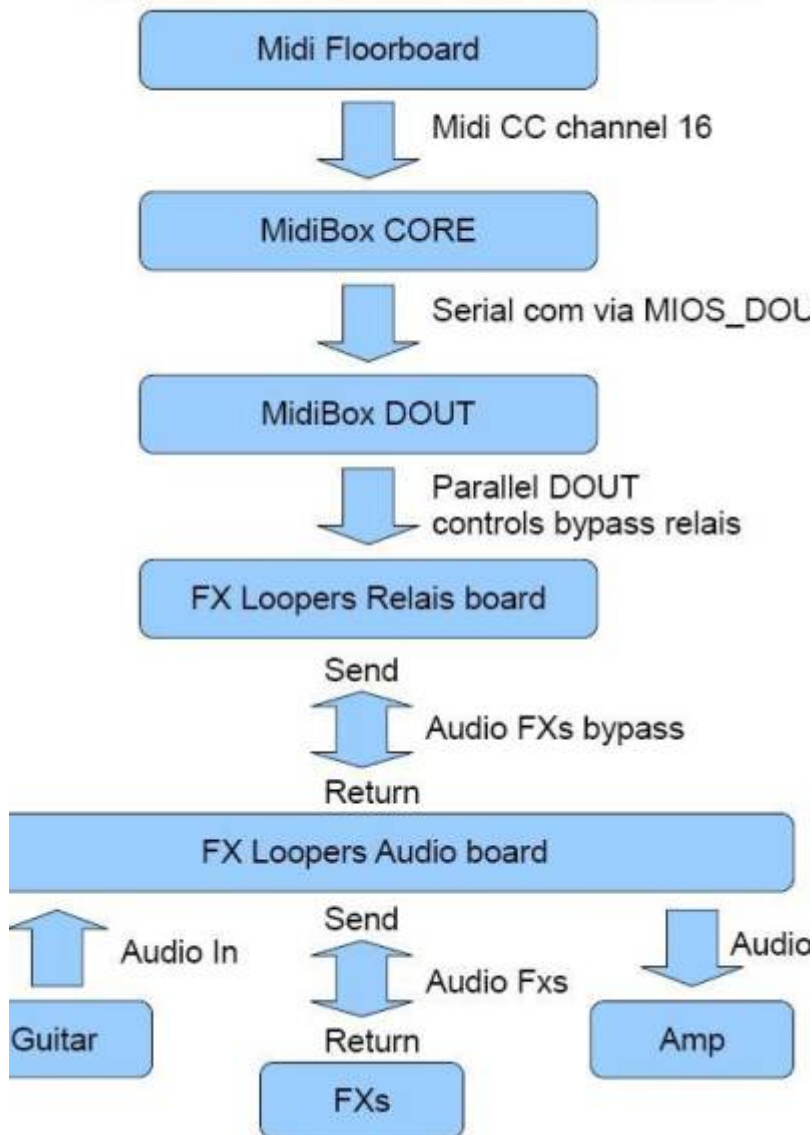 Midi Floorboard
Midi CC channel 16
MidiBox CORE
Serial com via MIOS_DOU
MidiBox DOUT
Parallel DOUT
controls bypass relais
FX Loopers Relais board
Send
Audio FXs bypass
Return
FX Loopers Audio board
Send
Audio In
Audio Fxs
Audio
Guitar
Return
Amp
FXs